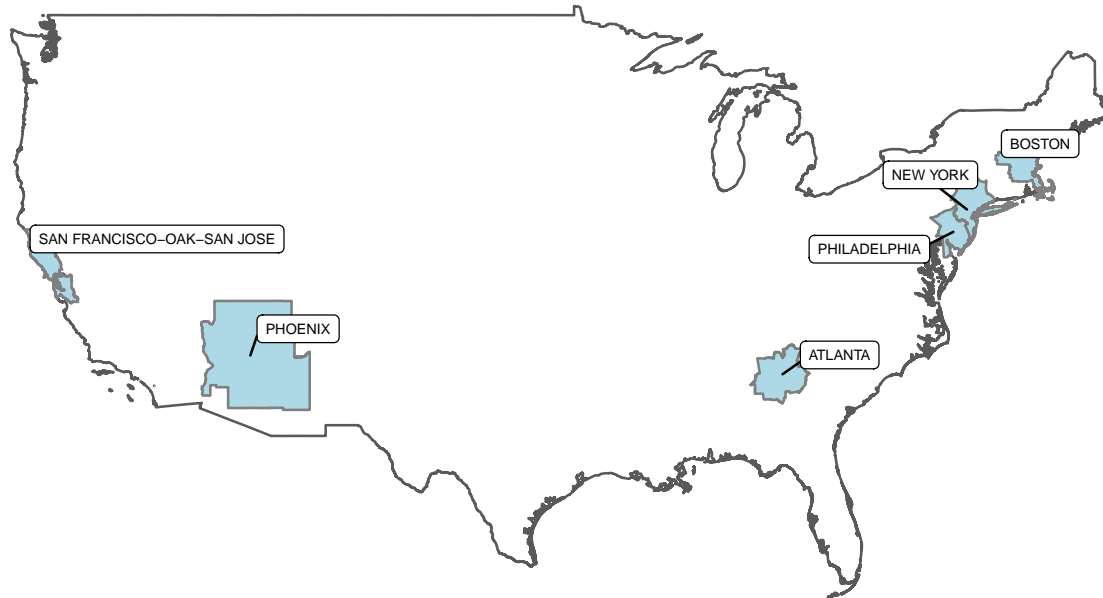 BOSTON
NEW YORK
SAN FRANCISCO−OAK−SAN JOSE
PHILADELPHIA
PHOENIX
ATLANTA